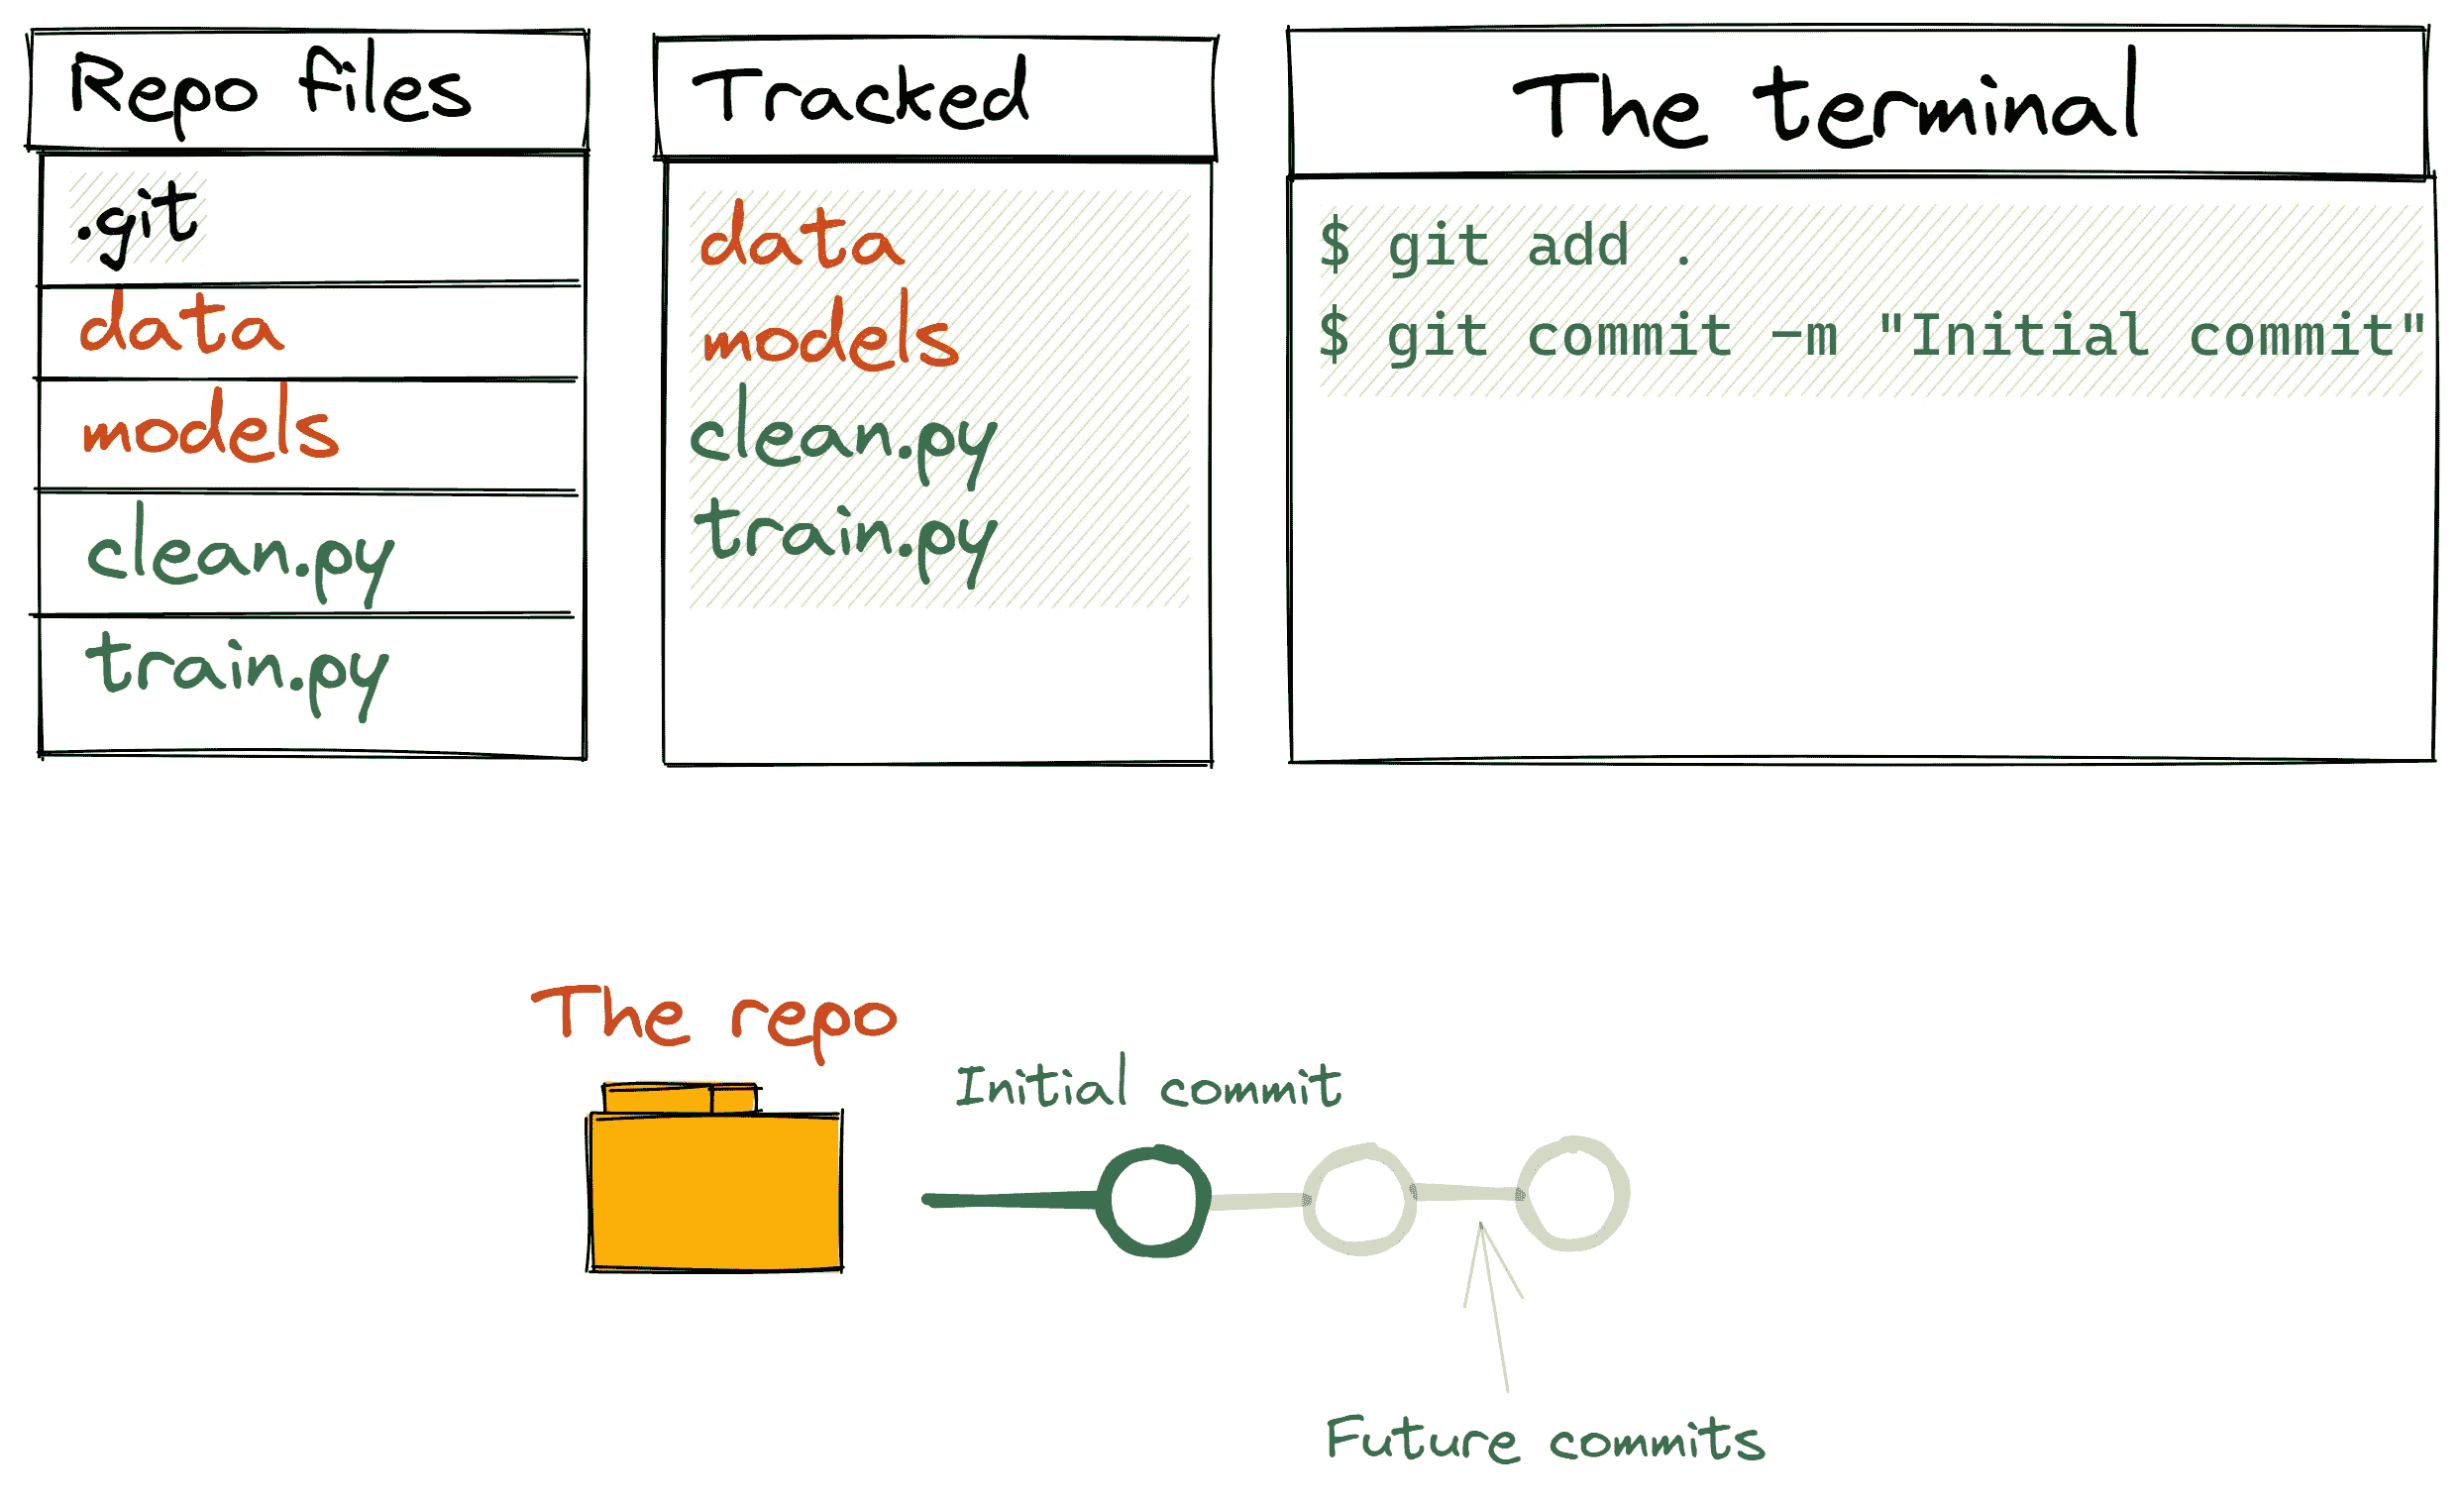 Repo files
.git
data
models
clean.py
train.py
Tracked
data
models
clean.py
train.py
The terminal
$ git add .
$ git commit -m "Initial commit"
The repo
Initial commit
Future commits